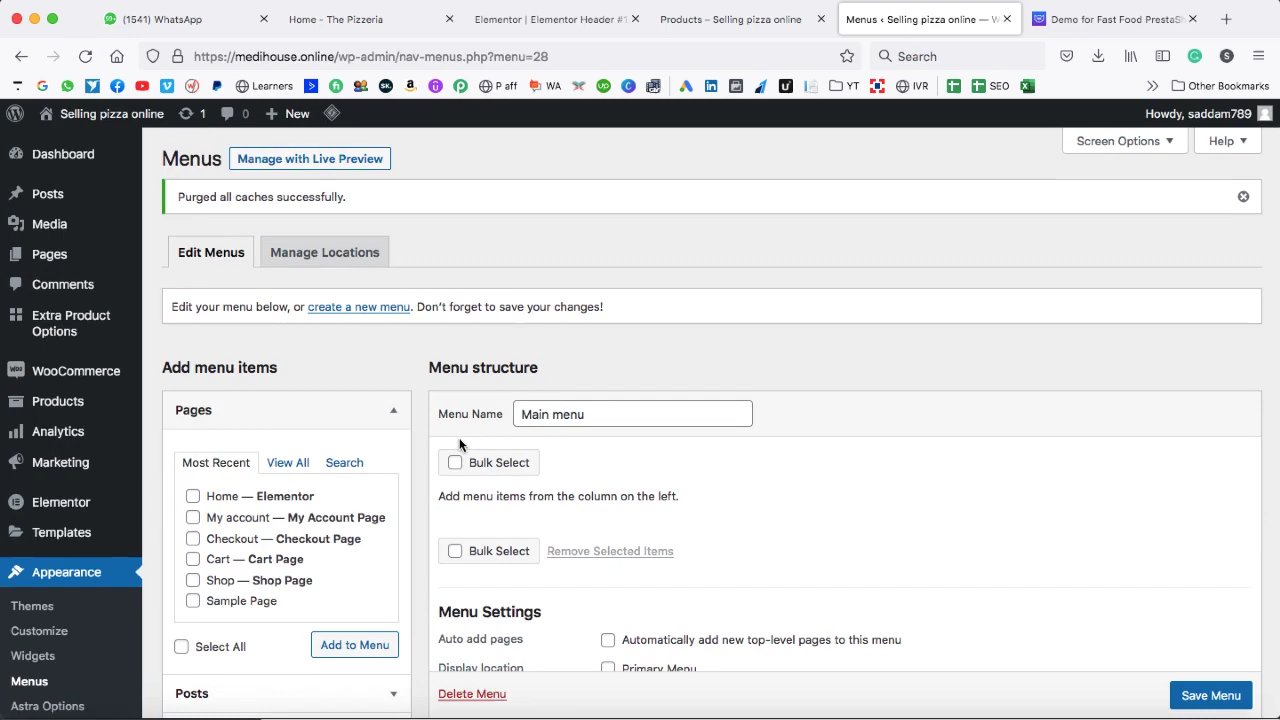 (1541) WhatsApp
Home - The Pizzeria
Elementor | Elementor Header #1
Products – Selling pizza online
Menus ‹ Selling pizza online — W
Demo for Fast Food PrestaSh
https://medihouse.online/wp-admin/nav-menus.php?menu=28
Search
Learners
P aff
WA
YT
IVR
SEO
Other Bookmarks
Selling pizza online
1
0
New
Howdy, saddam789
Dashboard
Posts
Media
Pages
Comments
Extra Product
Options
WooCommerce
Products
Analytics
Marketing
Elementor
Templates
Appearance
Themes
Customize
Widgets
Menus
Astra Options
Screen Options
Help
Menus
Manage with Live Preview
Purged all caches successfully.
Edit Menus
Manage Locations
Edit your menu below, or create a new menu. Don't forget to save your changes!
Add menu items
Pages
Most Recent
View All
Search
Home — Elementor
My account — My Account Page
Checkout — Checkout Page
Cart — Cart Page
Shop — Shop Page
Sample Page
Select All
Add to Menu
Posts
Menu structure
Menu Name
Main menu
Bulk Select
Add menu items from the column on the left.
Bulk Select
Remove Selected Items
Menu Settings
Auto add pages
Automatically add new top-level pages to this menu
Display location
Primary Menu
Delete Menu
Save Menu